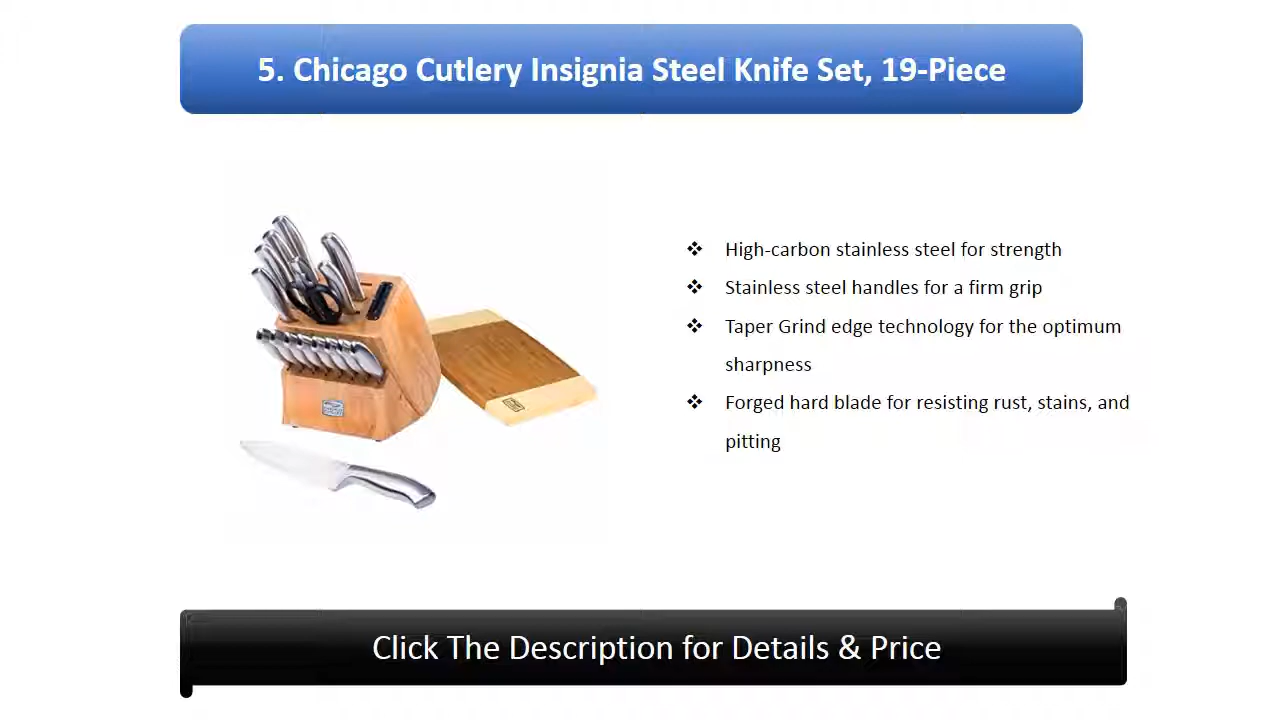 5. Chicago Cutlery Insignia Steel Knife Set, 19-Piece
❖ High-carbon stainless steel for strength
❖ Stainless steel handles for a firm grip
❖ Taper Grind edge technology for the optimum
sharpness
❖ Forged hard blade for resisting rust, stains, and
pitting
Click The Description for Details & Price